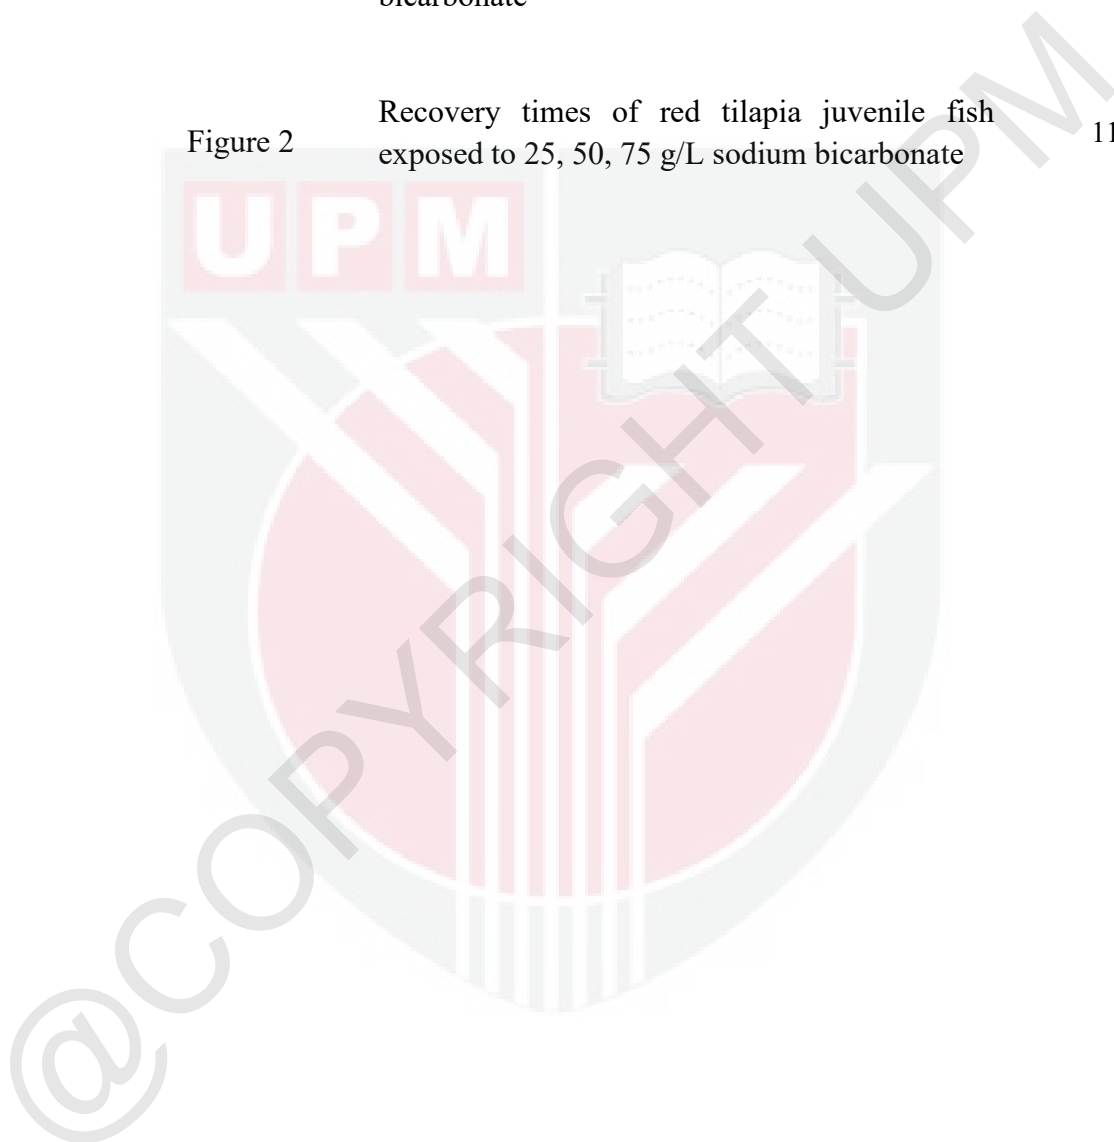 bicarbonate
Recovery times of red tilapia juvenile fish
Figure 2
exposed to 25, 50, 75 g/L sodium bicarbonate
11
UPM
@COPYRIGHT UPM